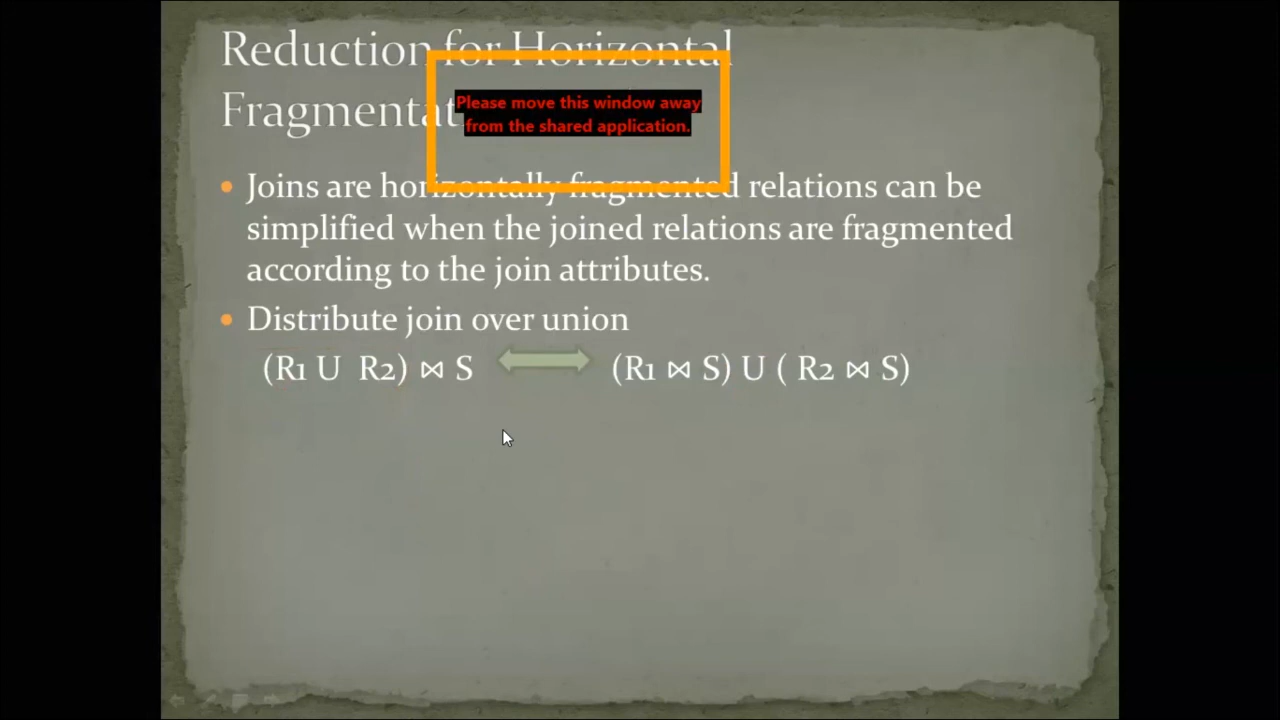 Reduction for Horizontal
Fragmentat
Please move this window away
from the shared application.
• Joins are horizontally fragmented relations can be
simplified when the joined relations are fragmented
according to the join attributes.
• Distribute join over union
(R1 U R2) ⋈ S (R1 ⋈ S) U ( R2 ⋈ S)